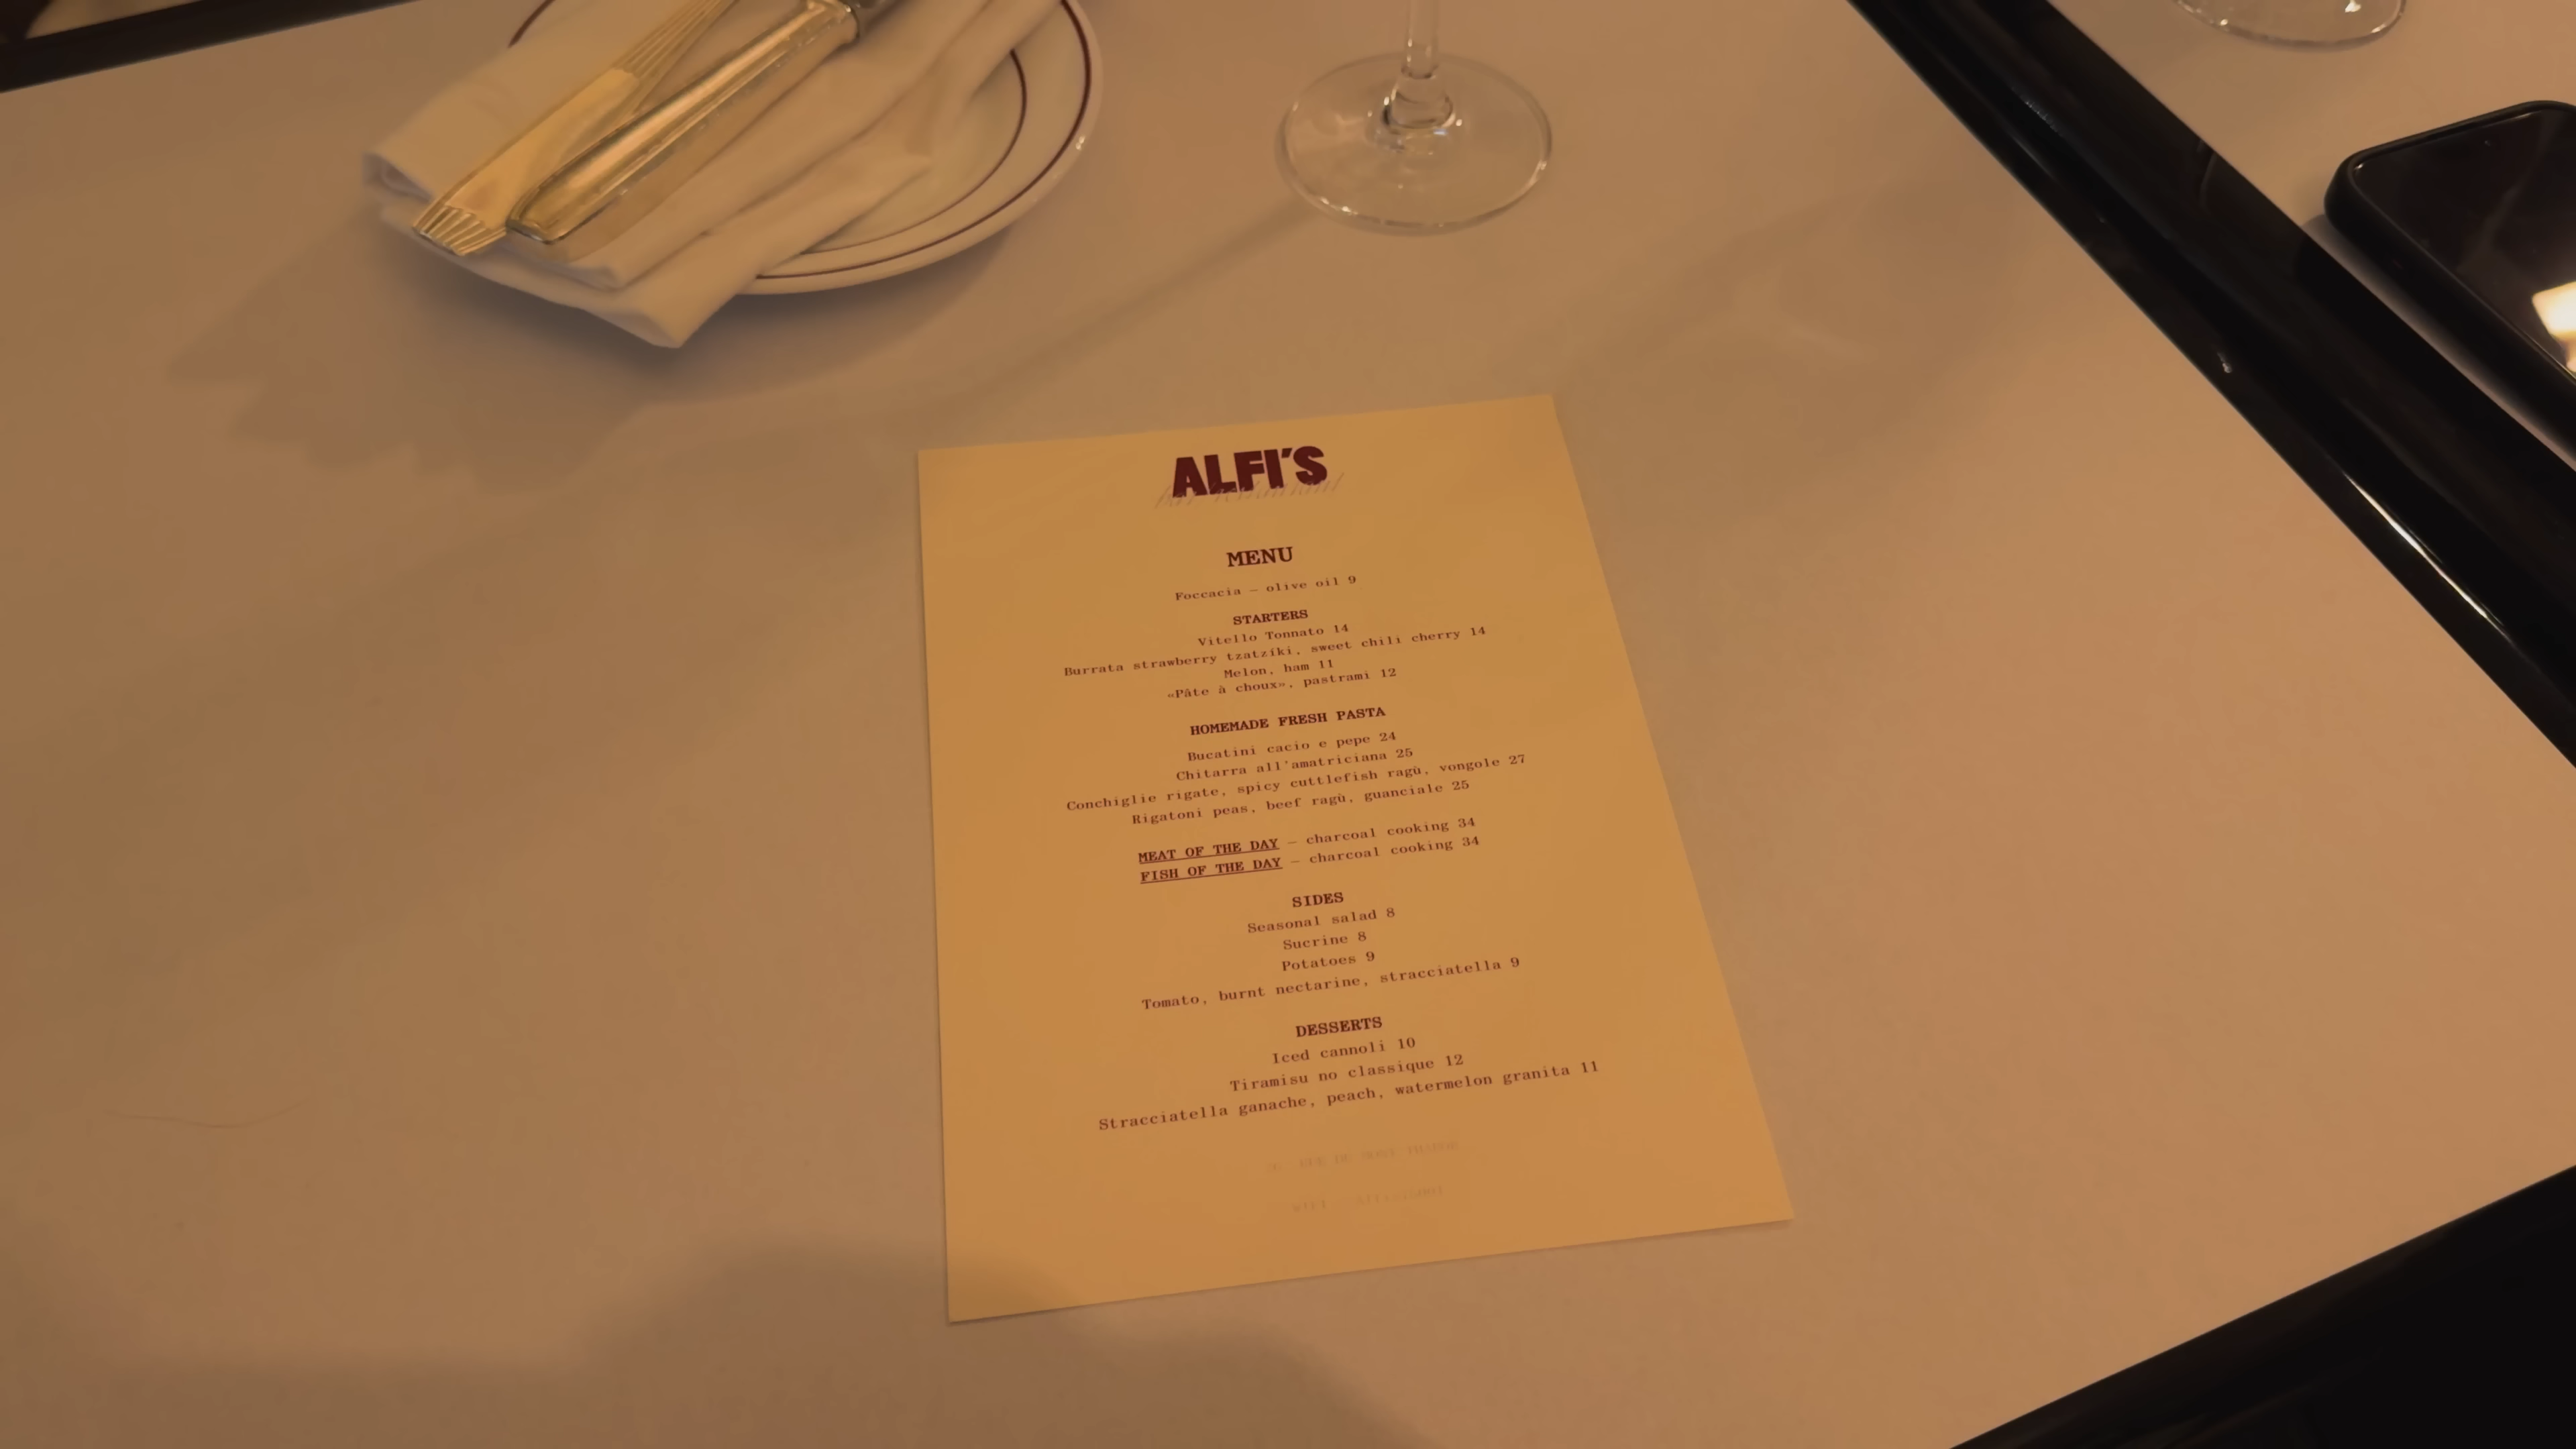 ALFI'S
MENU
Foccacia — olive oil 9
STARTERS
Vitello Tonnato 14
Burrata strawberry tzatzíki, sweet chili cherry 14
Melon, ham 11
«Pâte à choux», pastrami 12
HOMEMADE FRESH PASTA
Bucatini cacio e pepe 24
Chitarra all'amatriciana 25
Conchiglie rigate, spicy cuttlefish ragù, vongole 27
Rigatoni peas, beef ragù, guanciale 25
MEAT OF THE DAY — charcoal cooking 34
FISH OF THE DAY — charcoal cooking 34
SIDES
Seasonal salad 8
Sucrine 8
Potatoes 9
Tomato, burnt nectarine, stracciatella 9
DESSERTS
Iced cannoli 10
Tiramisu no classique 12
Stracciatella ganache, peach, watermelon granita 11